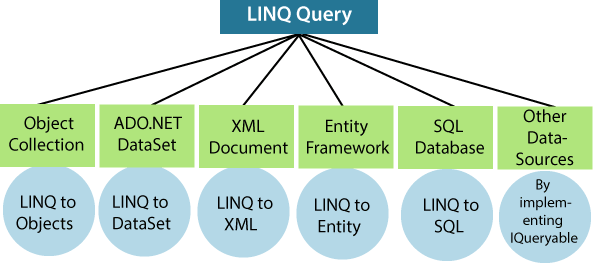 LINQ Query
Object
Collection
ADO.NET
DataSet
XML
Document
Entity
Framework
SQL
Database
Other
Data-
Sources
LINQ to
Objects
LINQ to
DataSet
LINQ to
XML
LINQ to
Entity
LINQ to
SQL
By
implem-
enting
IQueryable